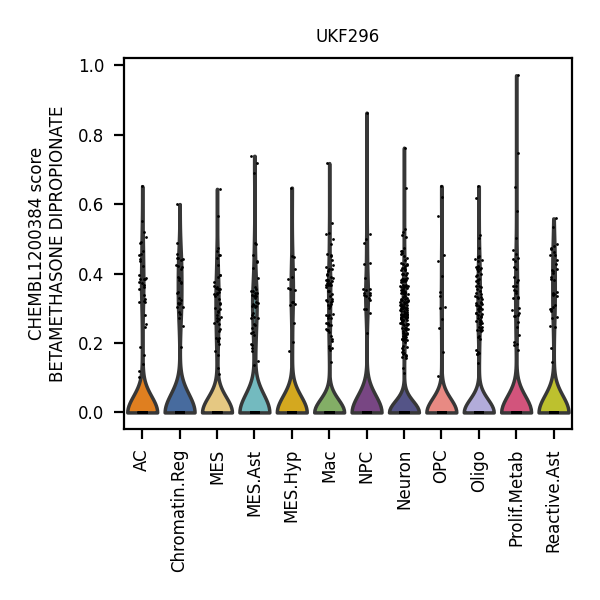 UKF296
CHEMBL1200384 score
BETAMETHASONE DIPROPIONATE
1.0
0.8
0.6
0.4
0.2
0.0
AC
Chromatin.Reg
MES
MES.Ast
MES.Hyp
Mac
NPC
Neuron
OPC
Oligo
Prolif.Metab
Reactive.Ast